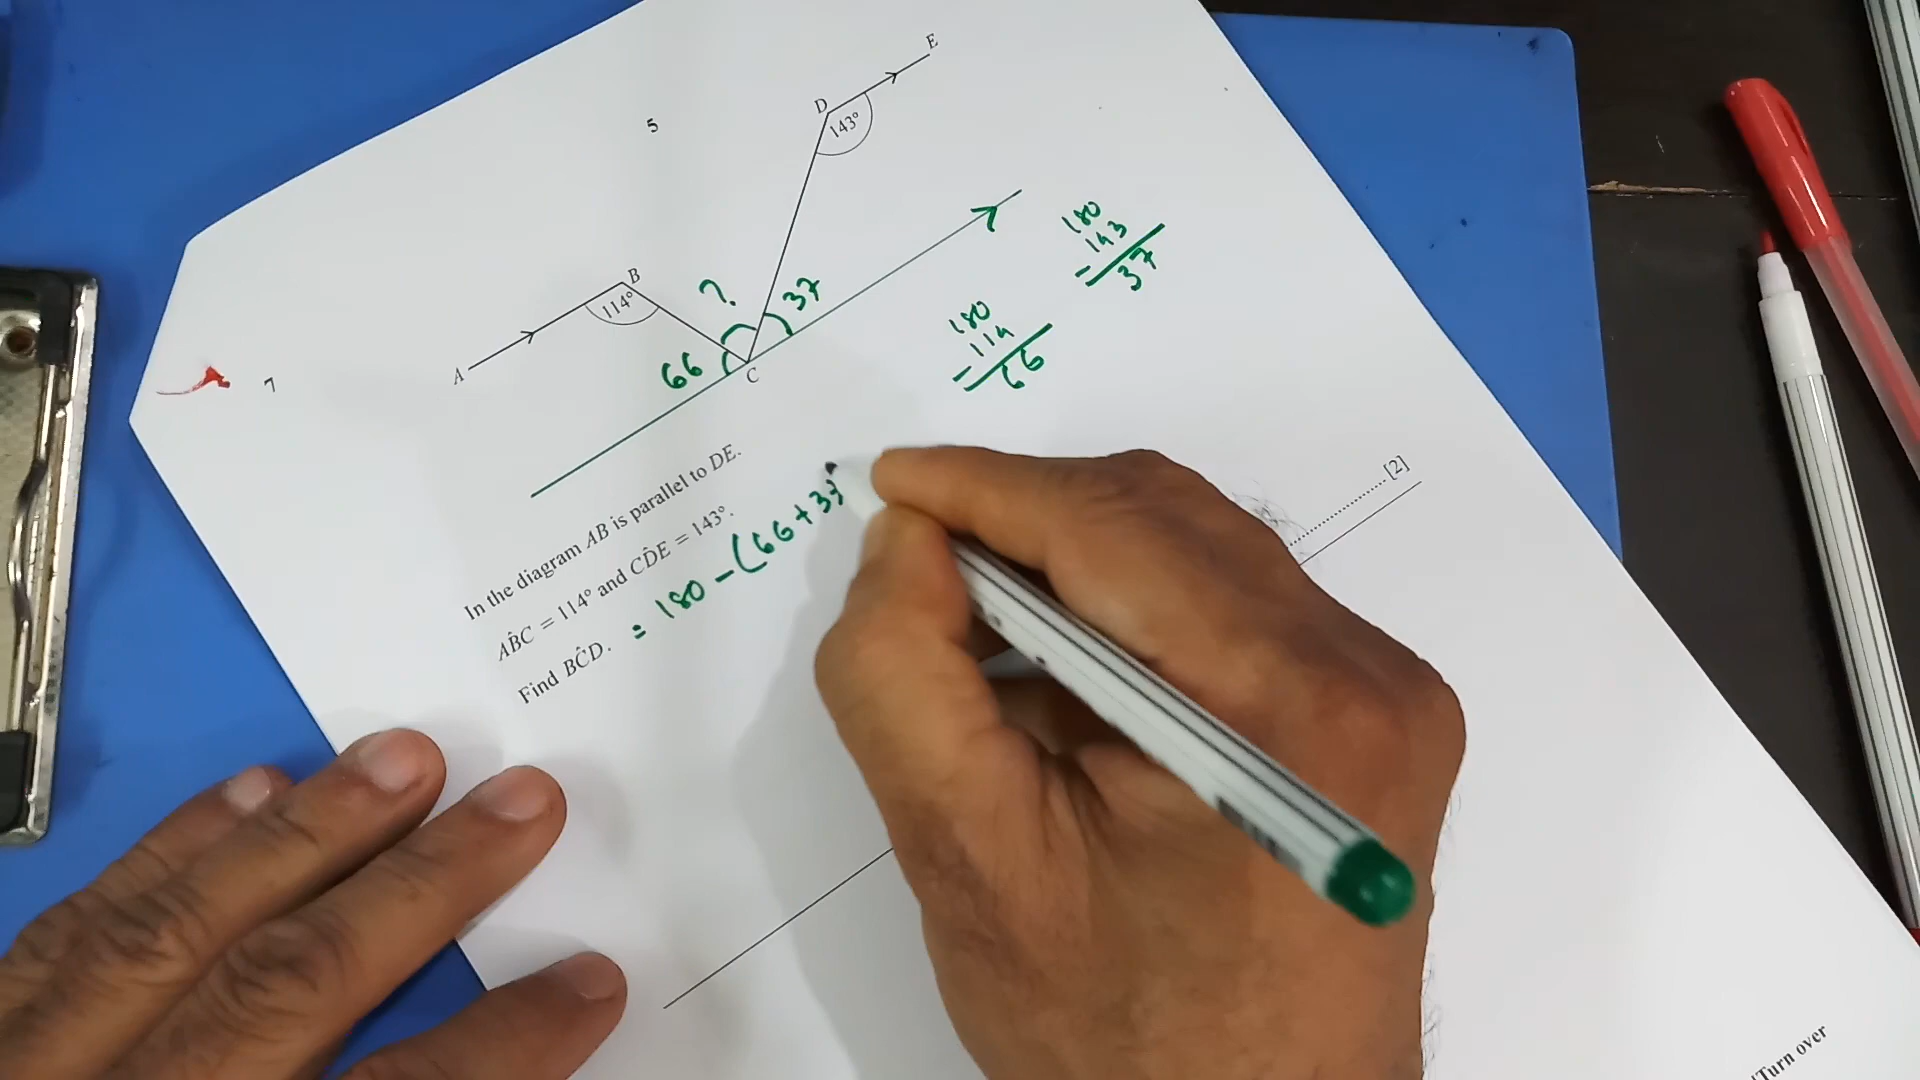 5
E
D
143°
B
114°
?
37
66
A
C
7
180
143
- 37
180
114
- 66
In the diagram AB is parallel to DE.
AB̂C = 114° and CD̂E = 143°.
Find BĈD. = 180 - (66 + 37
[2]
[Turn over